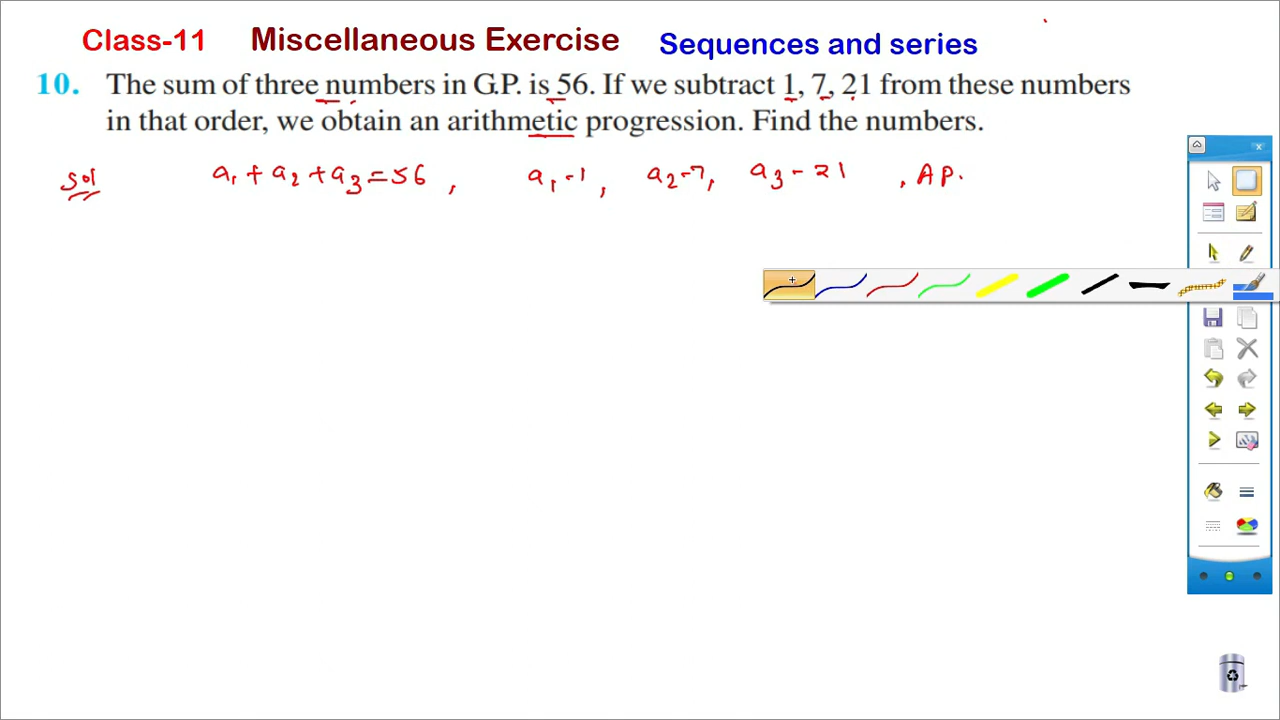 Class-11 Miscellaneous Exercise Sequences and series
10. The sum of three numbers in G.P. is 56. If we subtract 1, 7, 21 from these numbers
in that order, we obtain an arithmetic progression. Find the numbers.
Sol a₁ + a₂ + a₃ = 56 , a₁ - 1 , a₂ - 7, a₃ - 21 , A P.